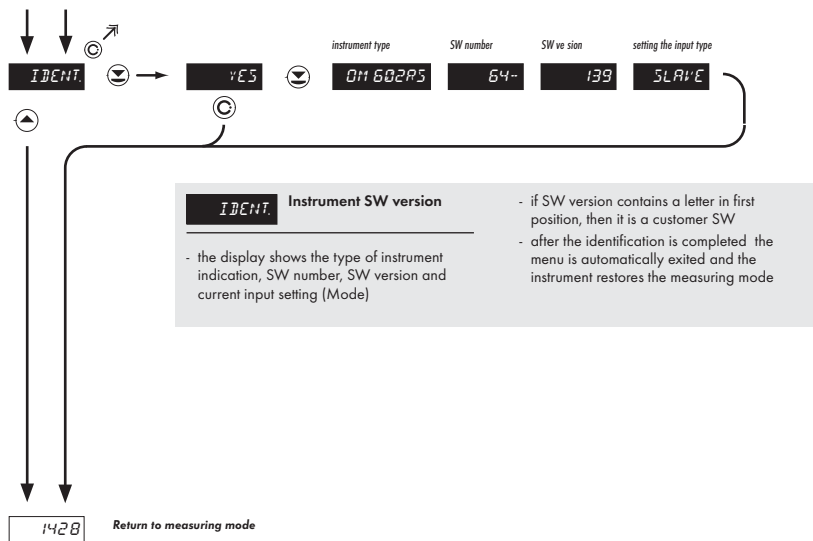 instrument type
SW number
SW ve sion
setting the input type
IDENT.
YES
OM 602RS
64-
139
SLAVE
IDENT.
Instrument SW version
- the display shows the type of instrument
indication, SW number, SW version and
current input setting (Mode)
- if SW version contains a letter in first
position, then it is a customer SW
- after the identification is completed the
menu is automatically exited and the
instrument restores the measuring mode
1428
Return to measuring mode